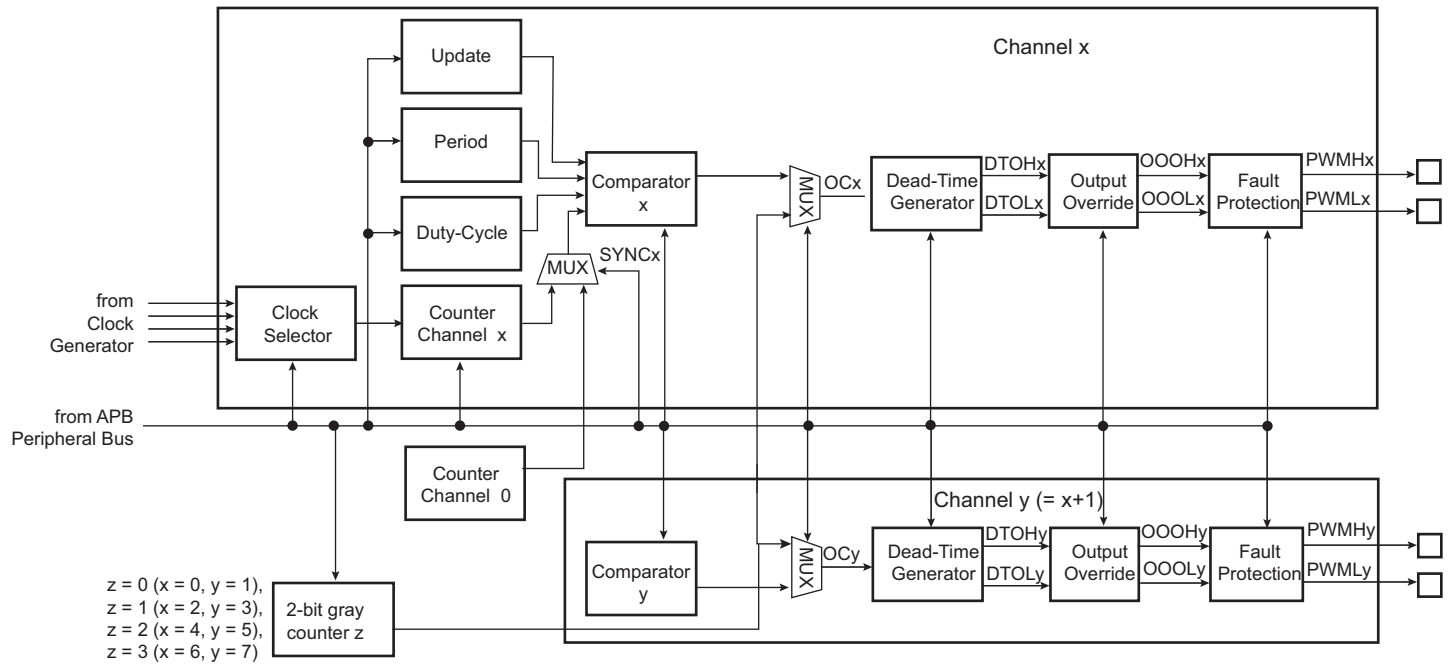 Channel x
Update
Period
Duty-Cycle
Comparator
x
MUX
SYNCx
from
Clock
Generator
Clock
Selector
Counter
Channel x
MUX
OCx
Dead-Time
Generator
DTOHx
DTOLx
Output
Override
OOOHx
OOOLx
Fault
Protection
PWMHx
PWMLx
from APB
Peripheral Bus
Counter
Channel 0
Channel y (= x+1)
Comparator
y
MUX
OCy
Dead-Time
Generator
DTOHy
DTOLy
Output
Override
OOOHy
OOOLy
Fault
Protection
PWMHy
PWMLy
z = 0 (x = 0, y = 1),
z = 1 (x = 2, y = 3),
z = 2 (x = 4, y = 5),
z = 3 (x = 6, y = 7)
2-bit gray
counter z